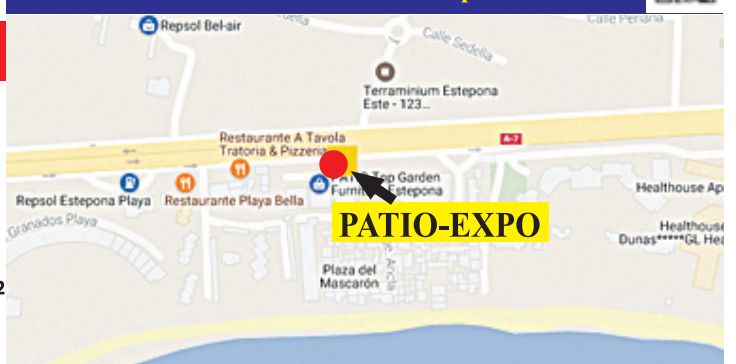 Calle Periana
Repsol Bel-air
Calle Sedella
Terraminium Estepona
Este - 123...
Restaurante A Tavola
Tratoria & Pizzeria
A-7
Top Garden
Estepona
Repsol Estepona Playa
Restaurante Playa Bella
Healthouse Ap
Granados Playa
PATIO-EXPO
Healthouse
Dunas*****GL Hea
Plaza del
Mascarón
2